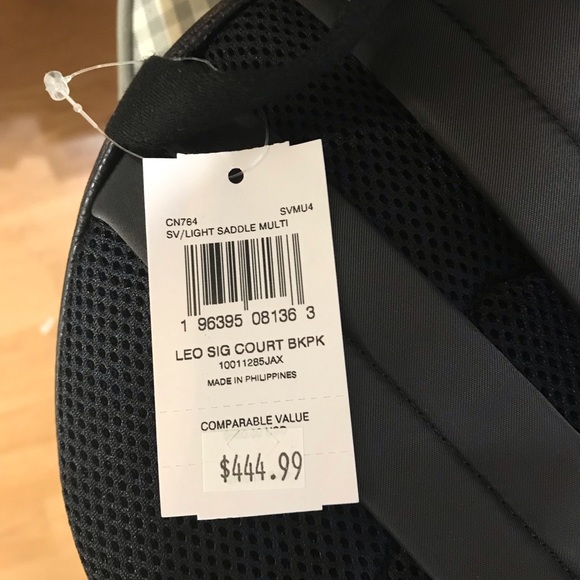 CN764 SVMU4
SV/LIGHT SADDLE MULTI
1 96395 08136 3
LEO SIG COURT BKPK
10011285JAX
MADE IN PHILIPPINES
COMPARABLE VALUE
$444.99